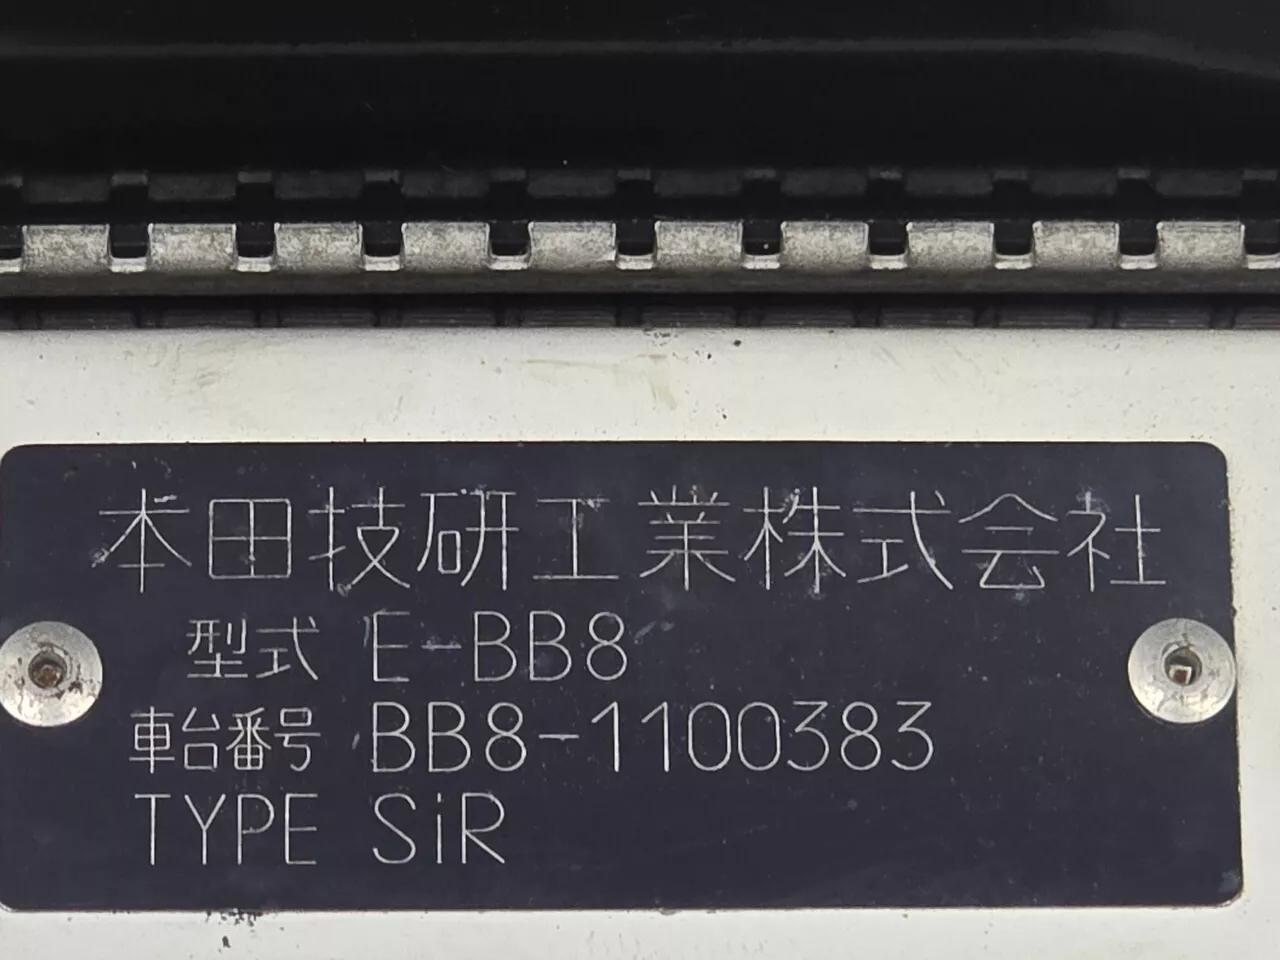 本田技研工業株式会社
型式 E-BB8
車台番号 BB8-1100383
TYPE SiR